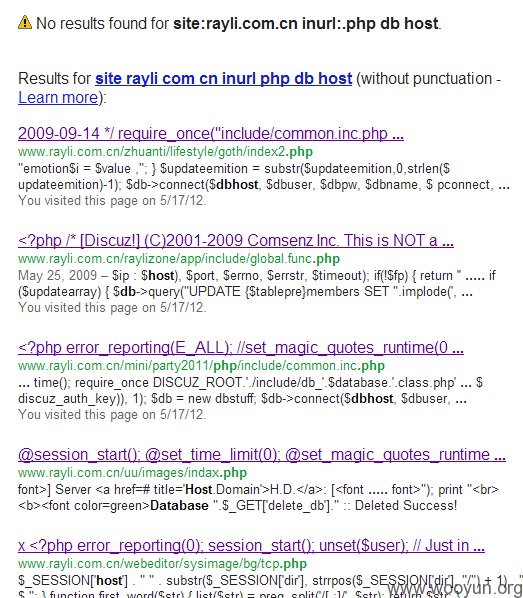 No results found for site:rayli.com.cn inurl:.php db host.
Results for site rayli com cn inurl php db host (without punctuation -
Learn more):
2009-09-14 */ require_once("include/common.inc.php ...
www.rayli.com.cn/zhuanti/lifestyle/goth/index2.php
"emotion$i = $value ,"; } $updateemition = substr($updateemition,0,strlen($
updateemition)-1); $db->connect($dbhost, $dbuser, $dbpw, $dbname, $ pconnect, ...
You visited this page on 5/17/12.
<?php /* [Discuz!] (C)2001-2009 Comsenz Inc. This is NOT a ...
www.rayli.com.cn/raylizone/app/include/global.func.php
May 25, 2009 – $ip : $host), $port, $errno, $errstr, $timeout); if(!$fp) { return " ..... if
($updatearray) { $db->query("UPDATE {$tablepre}members SET ".implode(', ...
You visited this page on 5/17/12.
<?php error_reporting(E_ALL); //set_magic_quotes_runtime(0 ...
www.rayli.com.cn/mini/party2011/php/include/common.inc.php
... time(); require_once DISCUZ_ROOT.'./include/db_'.$database.'.class.php' ... $
discuz_auth_key)), 1); $db = new dbstuff; $db->connect($dbhost, $dbuser, ...
You visited this page on 5/17/12.
@session_start(); @set_time_limit(0); @set_magic_quotes_runtime ...
www.rayli.com.cn/uu/images/indax.php
font>] Server <a href=# title='Host.Domain'>H.D.</a>: [<font ..... font>"); print "<br>
<b><font color=green>Database ".$_GET['delete_db']." :: Deleted Success!
x <?php error_reporting(0); session_start(); unset($user); // Just in ...
www.rayli.com.cn/webeditor/sysimage/bg/tcp.php
$_SESSION['host'] . " " . substr($_SESSION['dir'], strrpos($_SESSION['dir'], "/") + 1) . "
www.wooyun.org